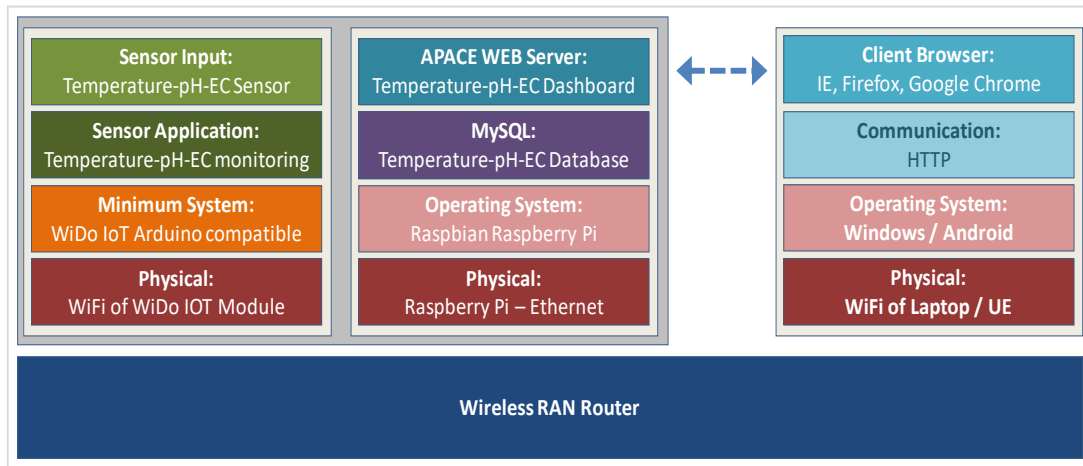 Sensor Input:
Temperature-pH-EC Sensor
Sensor Application:
Temperature-pH-EC monitoring
Minimum System:
WiDo IoT Arduino compatible
Physical:
WiFi of WiDo IOT Module
APACE WEB Server:
Temperature-pH-EC Dashboard
MySQL:
Temperature-pH-EC Database
Operating System:
Raspbian Raspberry Pi
Physical:
Raspberry Pi – Ethernet
Client Browser:
IE, Firefox, Google Chrome
Communication:
HTTP
Operating System:
Windows / Android
Physical:
WiFi of Laptop / UE
Wireless RAN Router